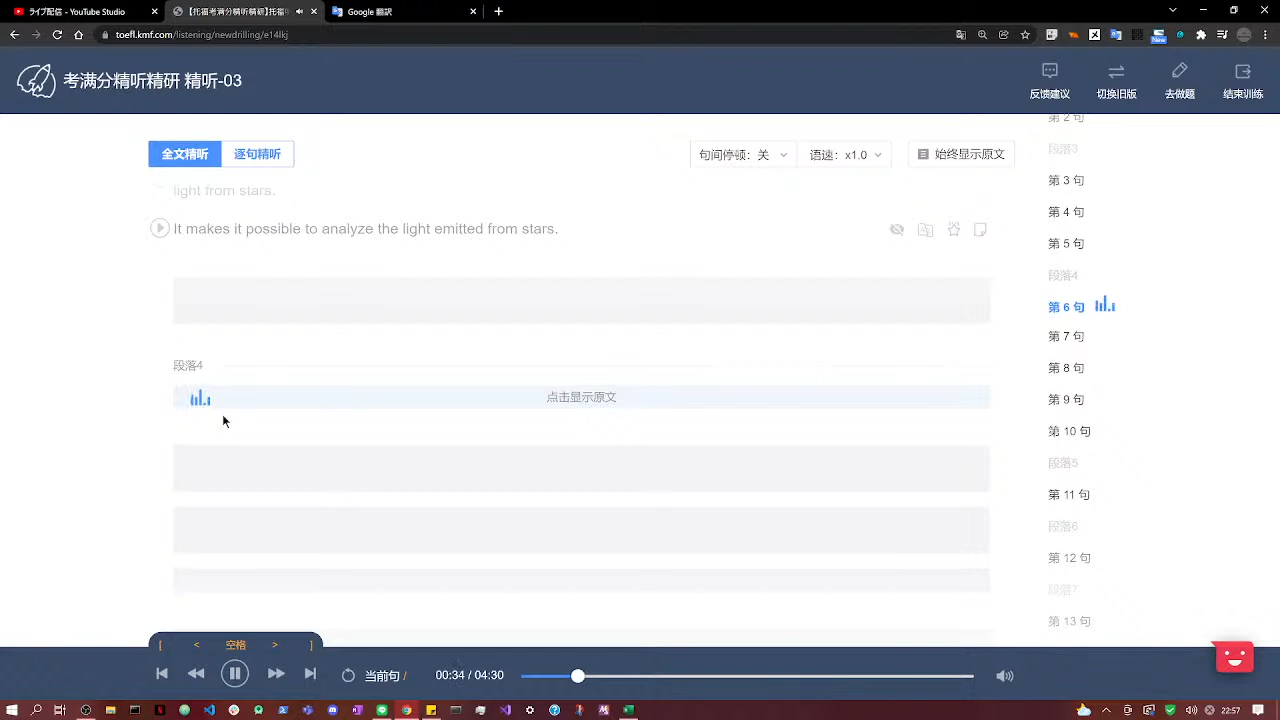 ライブ配信 - YouTube Studio
【托福考满分精听精研】托福
Google 翻訳
toefl.kmf.com/listening/newdrilling/e14lkj
考满分精听精研 精听-03
反馈建议
切换旧版
去做题
结束训练
全文精听
逐句精听
句间停顿：关
语速：x1.0
始终显示原文
light from stars.
It makes it possible to analyze the light emitted from stars.
段落4
点击显示原文
第 2 句
段落3
第 3 句
第 4 句
第 5 句
段落4
第 6 句
第 7 句
第 8 句
第 9 句
第 10 句
段落5
第 11 句
段落6
第 12 句
段落7
第 13 句
[ < 空格 > ]
当前句 /
00:34 / 04:30
New
22:57